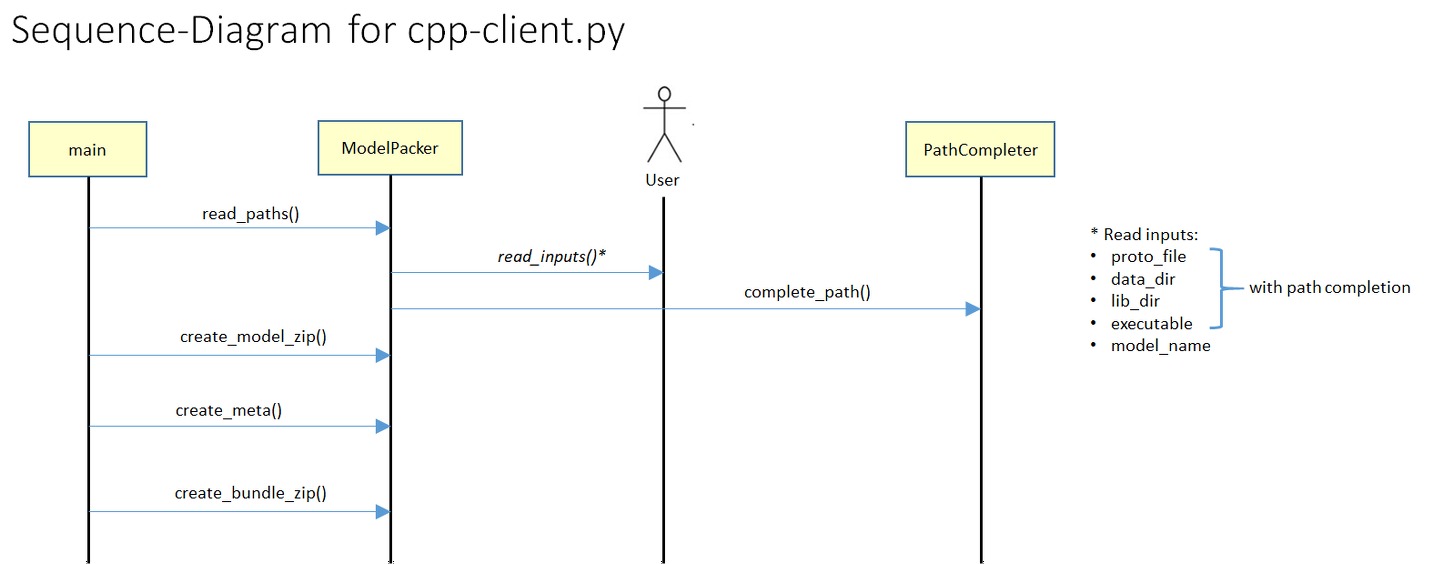 Sequence-Diagram for cpp-client.py
main
ModelPacker
User
PathCompleter
read_paths()
read_inputs()*
complete_path()
create_model_zip()
create_meta()
create_bundle_zip()
* Read inputs:
• proto_file
• data_dir
• lib_dir
• executable
• model_name
with path completion